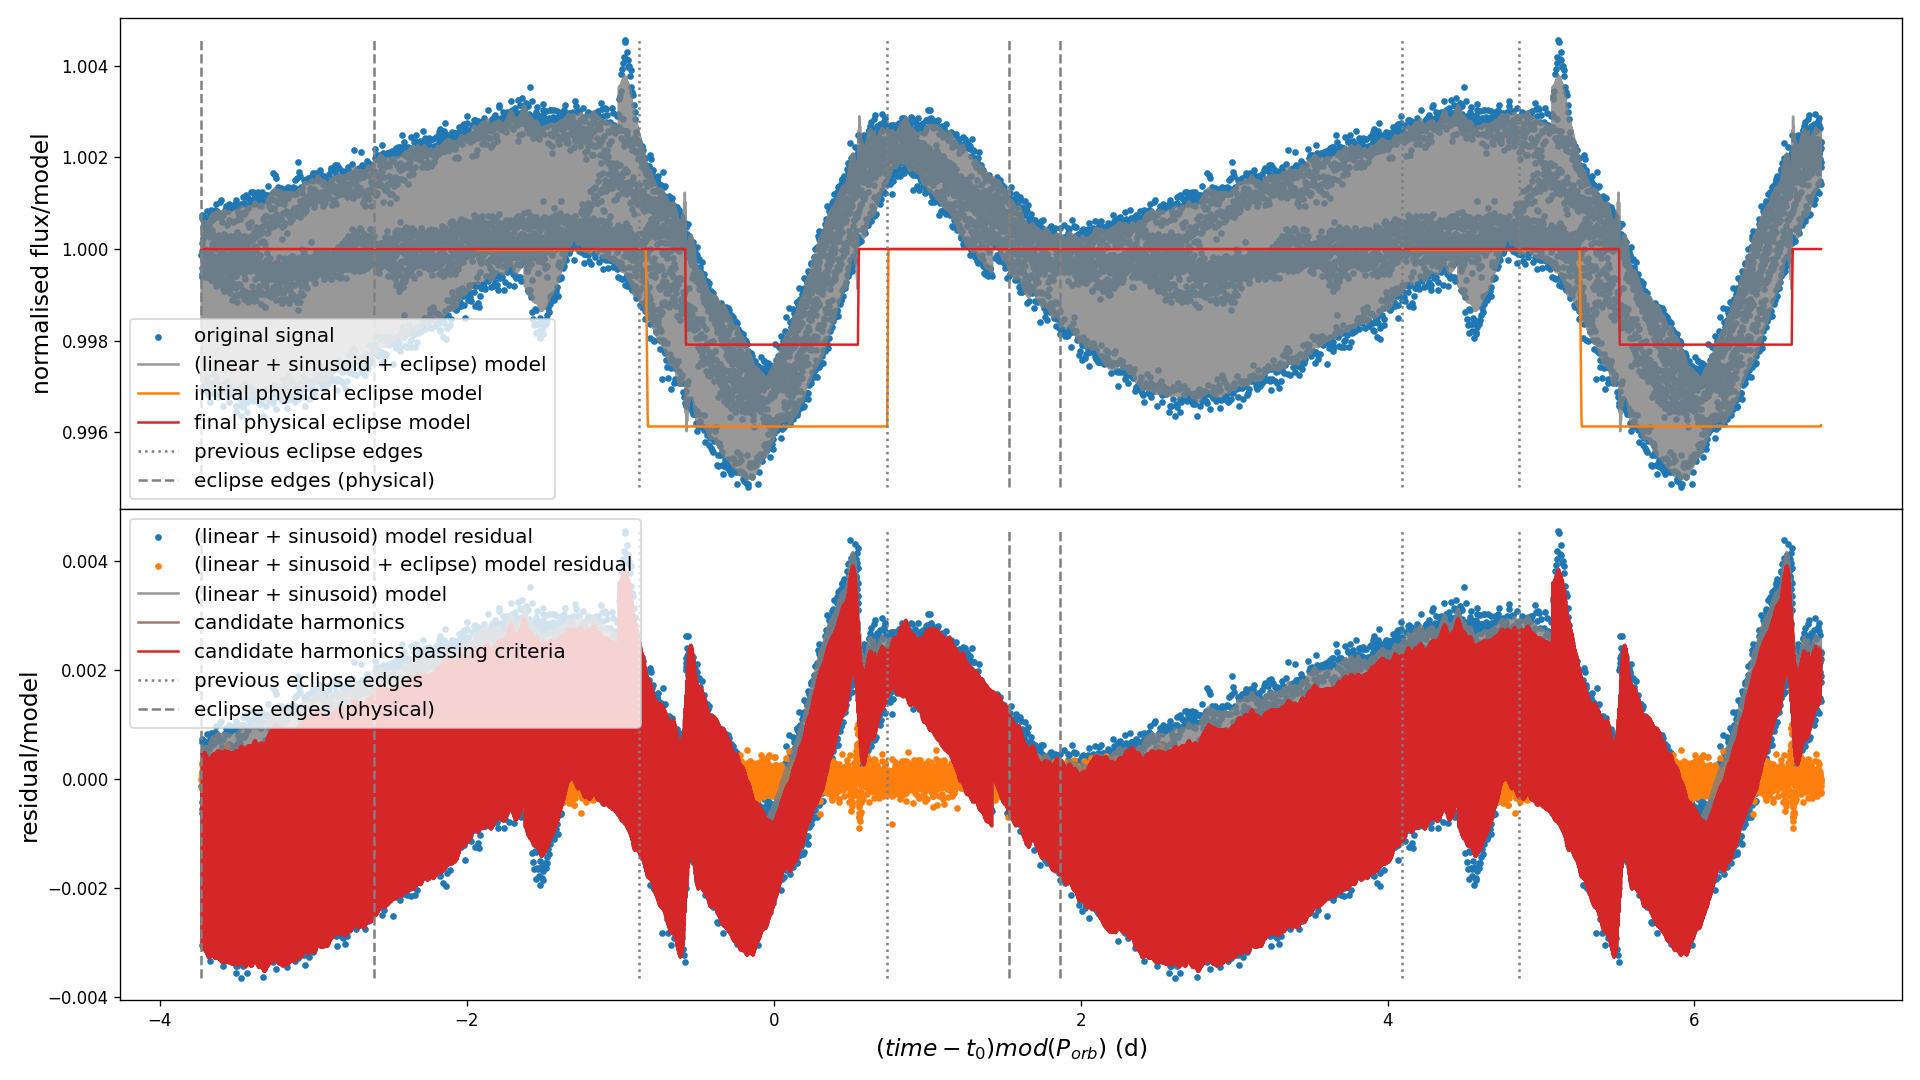 normalised flux/model
1.004
1.002
1.000
0.998
0.996
original signal
(linear + sinusoid + eclipse) model
initial physical eclipse model
final physical eclipse model
previous eclipse edges
eclipse edges (physical)
residual/model
0.004
0.002
0.000
−0.002
−0.004
(linear + sinusoid) model residual
(linear + sinusoid + eclipse) model residual
(linear + sinusoid) model
candidate harmonics
candidate harmonics passing criteria
previous eclipse edges
eclipse edges (physical)
−4 −2 0 2 4 6
(time − t₀)mod(P_orb) (d)